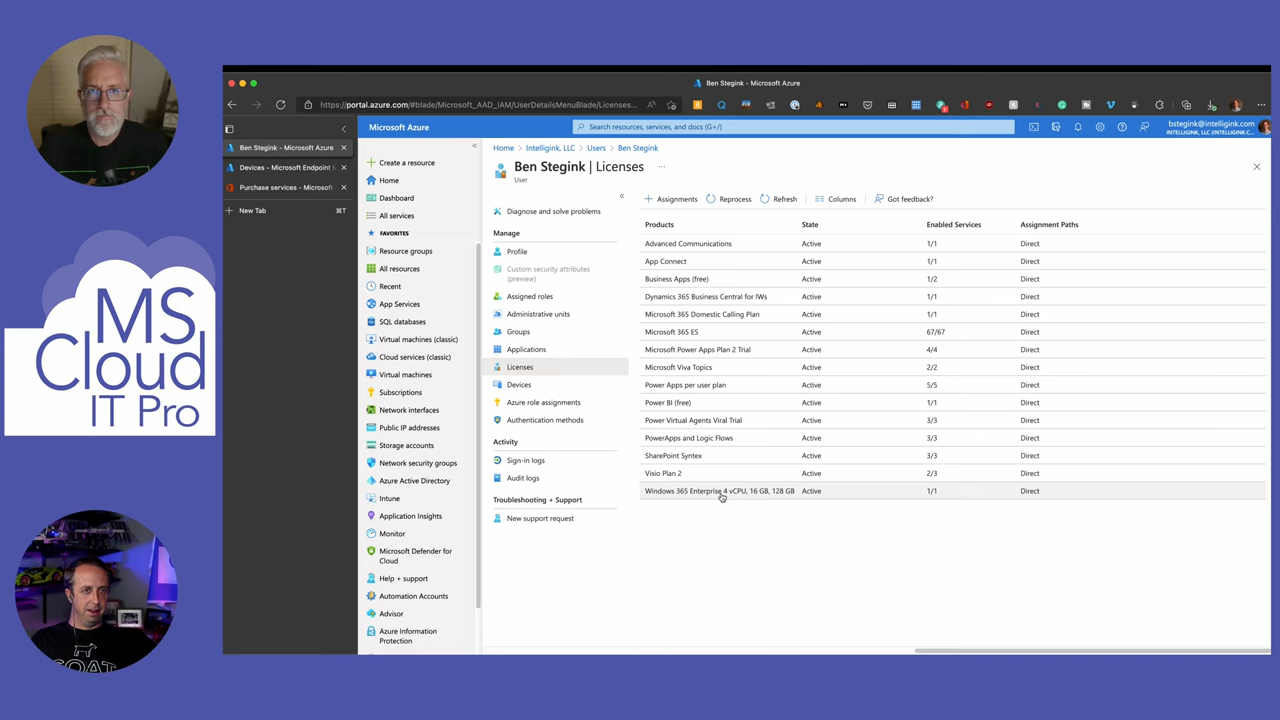 MS
Cloud
IT Pro
Ben Stegink - Microsoft Azure
https://portal.azure.com/#blade/Microsoft_AAD_IAM/UserDetailsMenuBlade/Licenses...
Ben Stegink - Microsoft Azure
Devices - Microsoft Endpoint
Purchase services - Microsoft
New Tab
⌘T
Microsoft Azure
Search resources, services, and docs (G+/)
bstegink@intelligink.com
INTELLIGINK, LLC (INTELLIGINK.C...
Create a resource
Home
Dashboard
All services
FAVORITES
Resource groups
All resources
Recent
App Services
SQL databases
Virtual machines (classic)
Cloud services (classic)
Virtual machines
Subscriptions
Network interfaces
Public IP addresses
Storage accounts
Network security groups
Azure Active Directory
Intune
Application Insights
Monitor
Microsoft Defender for
Cloud
Help + support
Automation Accounts
Advisor
Azure Information
Protection
Home > Intelligink, LLC > Users > Ben Stegink
Ben Stegink | Licenses ...
User
Diagnose and solve problems
Manage
Profile
Custom security attributes
(preview)
Assigned roles
Administrative units
Groups
Applications
Licenses
Devices
Azure role assignments
Authentication methods
Activity
Sign-in logs
Audit logs
Troubleshooting + Support
New support request
Assignments Reprocess Refresh Columns Got feedback?
Products State Enabled Services Assignment Paths
Advanced Communications Active 1/1 Direct
App Connect Active 1/1 Direct
Business Apps (free) Active 1/2 Direct
Dynamics 365 Business Central for IWs Active 1/1 Direct
Microsoft 365 Domestic Calling Plan Active 1/1 Direct
Microsoft 365 E5 Active 67/67 Direct
Microsoft Power Apps Plan 2 Trial Active 4/4 Direct
Microsoft Viva Topics Active 2/2 Direct
Power Apps per user plan Active 5/5 Direct
Power BI (free) Active 1/1 Direct
Power Virtual Agents Viral Trial Active 3/3 Direct
PowerApps and Logic Flows Active 3/3 Direct
SharePoint Syntex Active 3/3 Direct
Visio Plan 2 Active 2/3 Direct
Windows 365 Enterprise 4 vCPU, 16 GB, 128 GB Active 1/1 Direct
GOAT